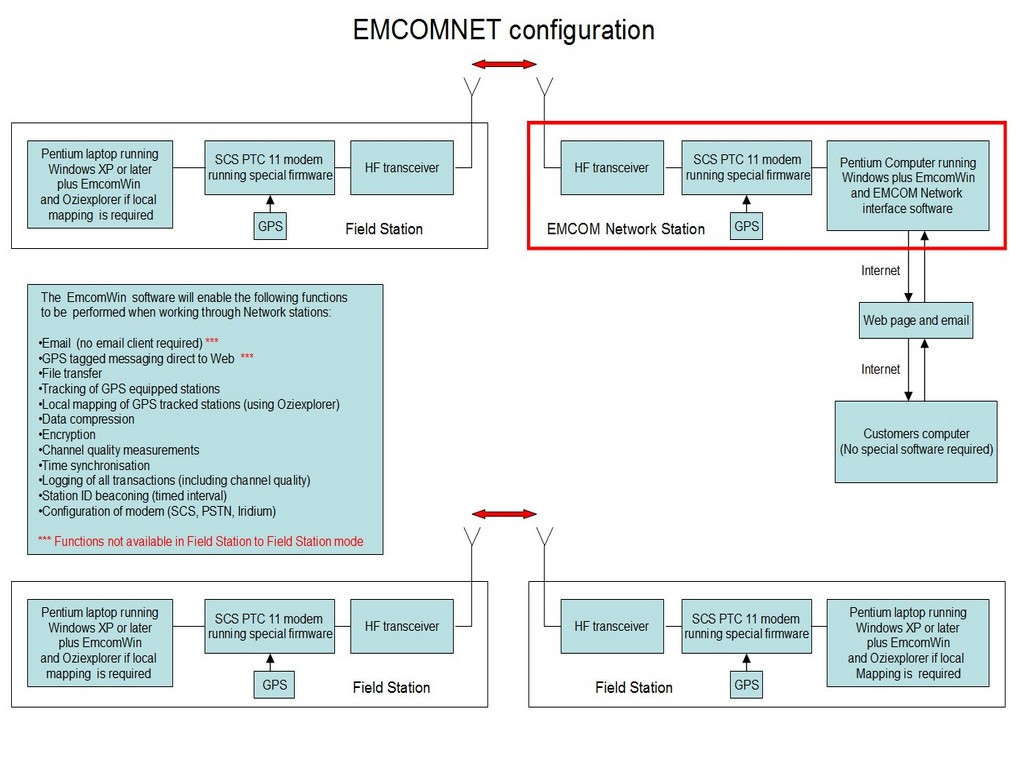 EMCOMNET configuration
Pentium laptop running
Windows XP or later
plus EmcomWin
and Oziexplorer if local
mapping is required
SCS PTC 11 modem
running special firmware
HF transceiver
GPS
Field Station
HF transceiver
SCS PTC 11 modem
running special firmware
Pentium Computer running
Windows plus EmcomWin
and EMCOM Network
interface software
EMCOM Network Station
GPS
Internet
Web page and email
Internet
Customers computer
(No special software required)
The EmcomWin software will enable the following functions
to be performed when working through Network stations:
•Email (no email client required) ***
•GPS tagged messaging direct to Web ***
•File transfer
•Tracking of GPS equipped stations
•Local mapping of GPS tracked stations (using Oziexplorer)
•Data compression
•Encryption
•Channel quality measurements
•Time synchronisation
•Logging of all transactions (including channel quality)
•Station ID beaconing (timed interval)
•Configuration of modem (SCS, PSTN, Iridium)
*** Functions not available in Field Station to Field Station mode
Pentium laptop running
Windows XP or later
plus EmcomWin
and Oziexplorer if local
mapping is required
SCS PTC 11 modem
running special firmware
HF transceiver
GPS
Field Station
HF transceiver
SCS PTC 11 modem
running special firmware
Pentium laptop running
Windows XP or later
plus EmcomWin
and Oziexplorer if local
Mapping is required
Field Station
GPS